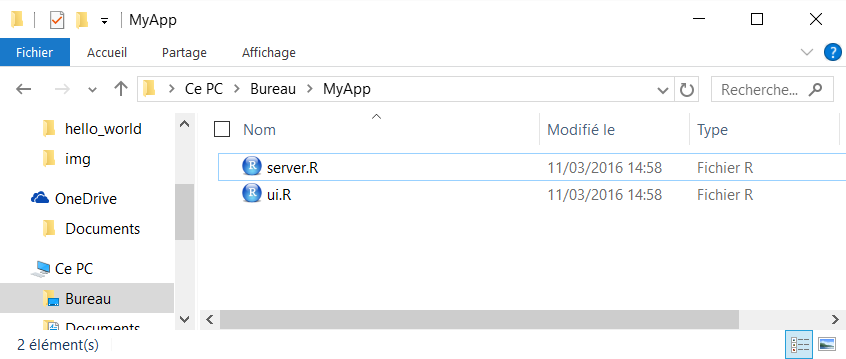 MyApp
Fichier Accueil Partage Affichage
Ce PC Bureau MyApp Recherche...
hello_world
img
OneDrive
Documents
Ce PC
Bureau
Documents
Nom Modifié le Type
server.R 11/03/2016 14:58 Fichier R
ui.R 11/03/2016 14:58 Fichier R
2 élément(s)